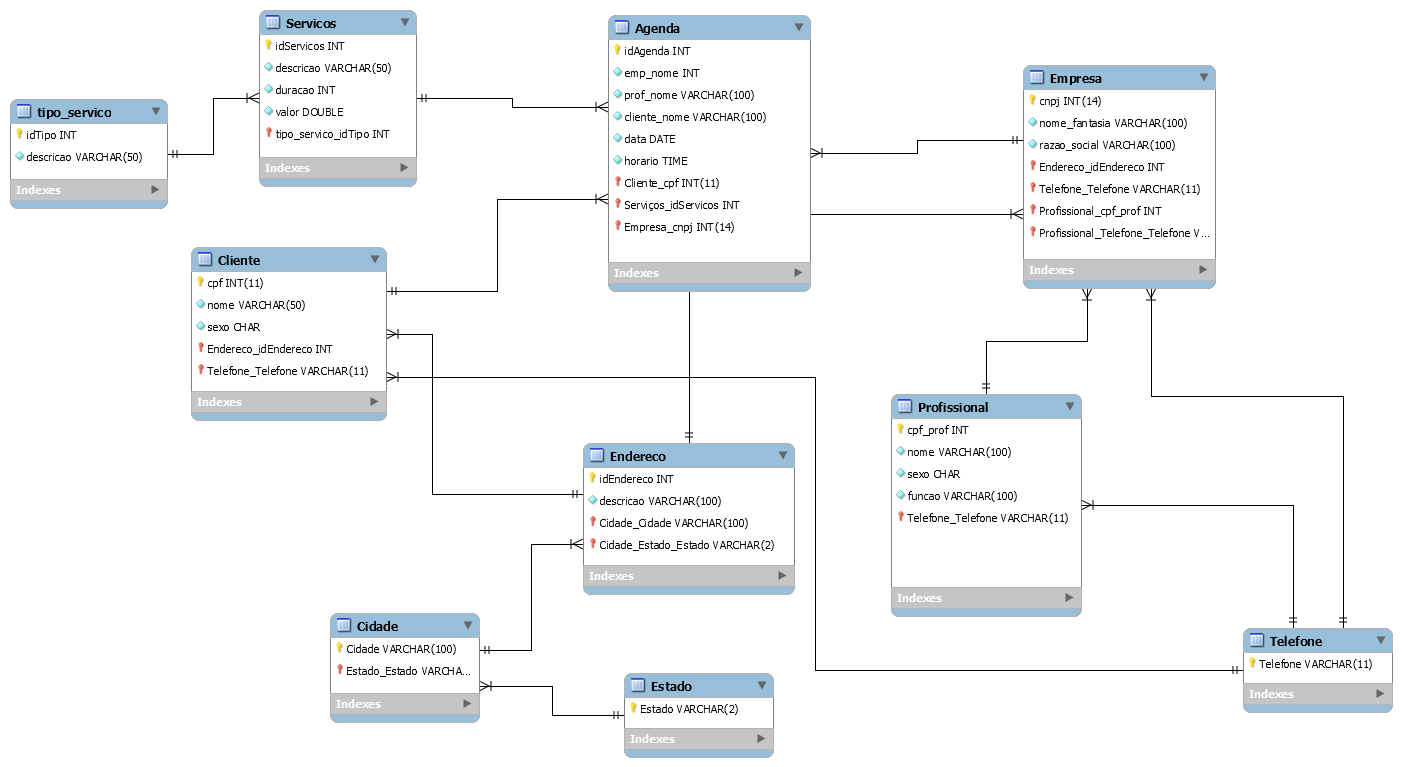 Servicos
idServicos INT
descricao VARCHAR(50)
duracao INT
valor DOUBLE
tipo_servico_idTipo INT
Indexes
Agenda
idAgenda INT
emp_nome INT
prof_nome VARCHAR(100)
cliente_nome VARCHAR(100)
data DATE
horario TIME
Cliente_cpf INT(11)
Serviços_idServicos INT
Empresa_cnpj INT(14)
Indexes
Empresa
cnpj INT(14)
nome_fantasia VARCHAR(100)
razao_social VARCHAR(100)
Endereco_idEndereco INT
Telefone_Telefone VARCHAR(11)
Profissional_cpf_prof INT
Profissional_Telefone_Telefone V...
Indexes
tipo_servico
idTipo INT
descricao VARCHAR(50)
Indexes
Cliente
cpf INT(11)
nome VARCHAR(50)
sexo CHAR
Endereco_idEndereco INT
Telefone_Telefone VARCHAR(11)
Indexes
Profissional
cpf_prof INT
nome VARCHAR(100)
sexo CHAR
funcao VARCHAR(100)
Telefone_Telefone VARCHAR(11)
Indexes
Endereco
idEndereco INT
descricao VARCHAR(100)
Cidade_Cidade VARCHAR(100)
Cidade_Estado_Estado VARCHAR(2)
Indexes
Cidade
Cidade VARCHAR(100)
Estado_Estado VARCHA...
Indexes
Estado
Estado VARCHAR(2)
Indexes
Telefone
Telefone VARCHAR(11)
Indexes